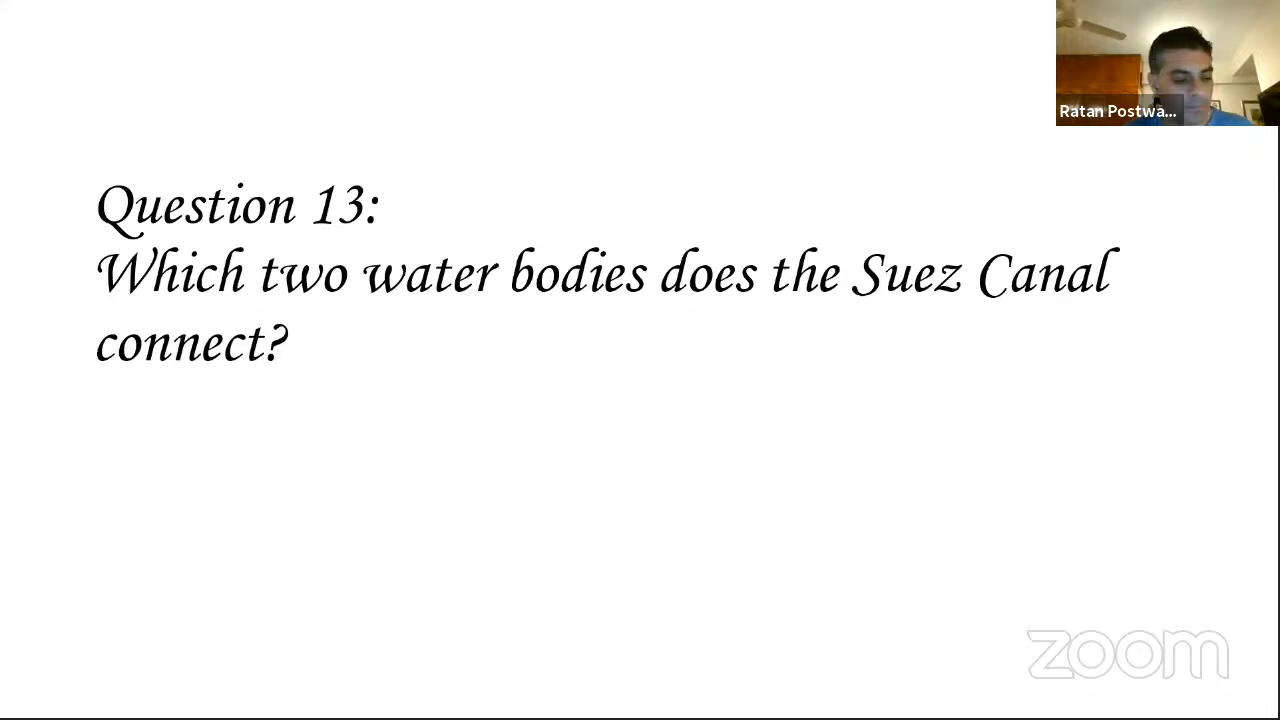 Ratan Postwa...
Question 13:
Which two water bodies does the Suez Canal
connect?
zoom